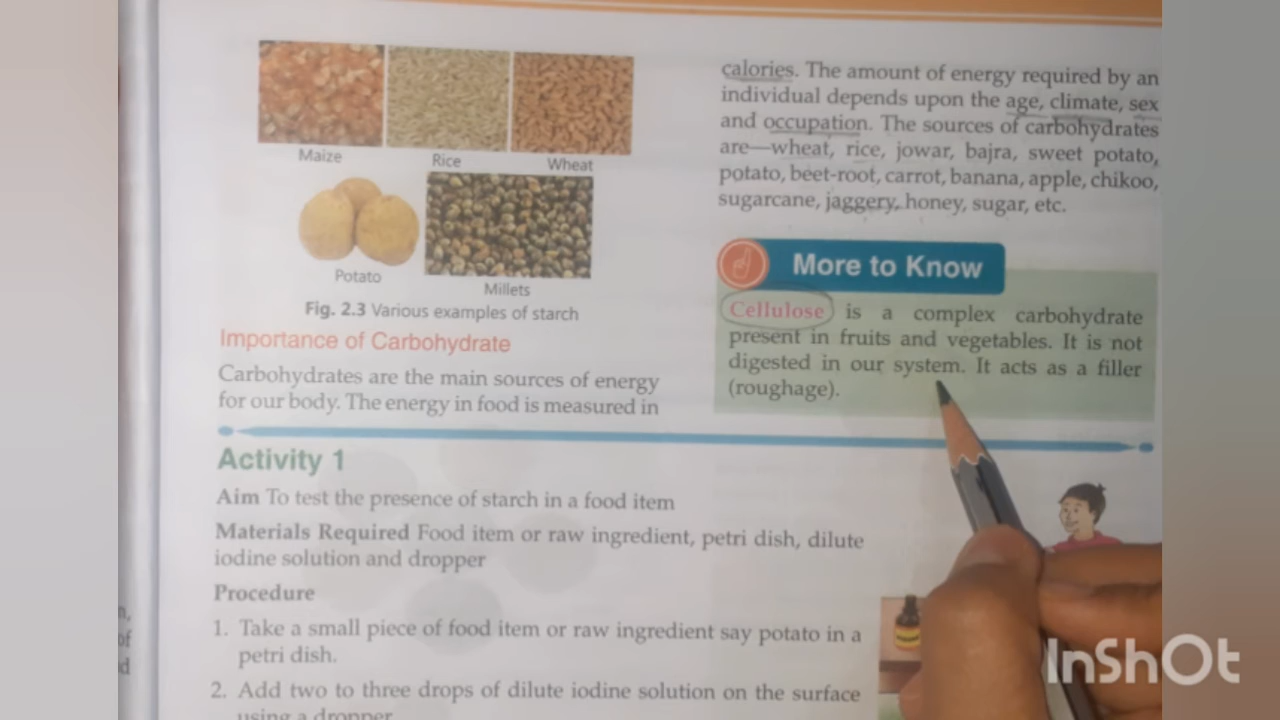 Maize
Rice
Wheat
Potato
Millets
Fig. 2.3 Various examples of starch
Importance of Carbohydrate
Carbohydrates are the main sources of energy
for our body. The energy in food is measured in
calories. The amount of energy required by an
individual depends upon the age, climate, sex
and occupation. The sources of carbohydrates
are—wheat, rice, jowar, bajra, sweet potato,
potato, beet-root, carrot, banana, apple, chikoo,
sugarcane, jaggery, honey, sugar, etc.
More to Know
Cellulose is a complex carbohydrate
present in fruits and vegetables. It is not
digested in our system. It acts as a filler
(roughage).
Activity 1
Aim To test the presence of starch in a food item
Materials Required Food item or raw ingredient, petri dish, dilute
iodine solution and dropper
Procedure
1. Take a small piece of food item or raw ingredient say potato in a
petri dish.
2. Add two to three drops of dilute iodine solution on the surface
using a dropper
of
InShOt